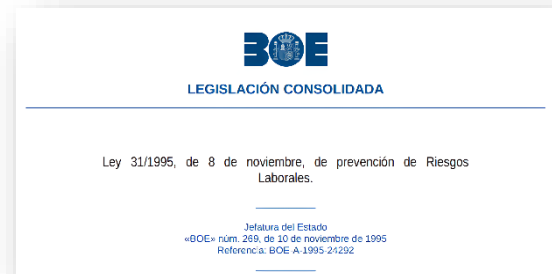 BOE
LEGISLACIÓN CONSOLIDADA
Ley 31/1995, de 8 de noviembre, de prevención de Riesgos
Laborales.
Jefatura del Estado
«BOE» núm. 269, de 10 de noviembre de 1995
Referencia: BOE-A-1995-24292